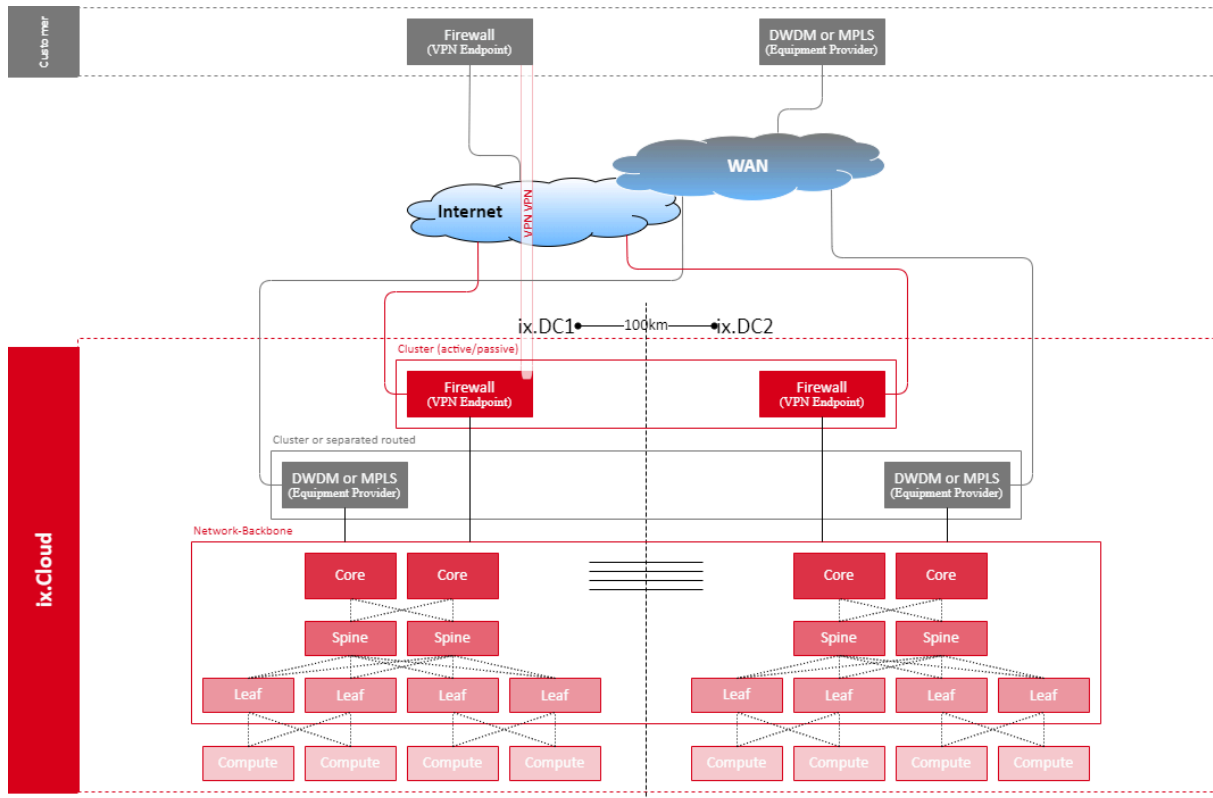 Customer
Firewall
(VPN Endpoint)
DWDM or MPLS
(Equipment Provider)
WAN
Internet
VPN VPN
ix.DC1
100km
ix.DC2
Cluster (active/passive)
Firewall
(VPN Endpoint)
Firewall
(VPN Endpoint)
Cluster or separated routed
DWDM or MPLS
(Equipment Provider)
DWDM or MPLS
(Equipment Provider)
ix.Cloud
Network-Backbone
Core
Core
Core
Core
Spine
Spine
Spine
Spine
Leaf
Leaf
Leaf
Leaf
Leaf
Leaf
Leaf
Leaf
Compute
Compute
Compute
Compute
Compute
Compute
Compute
Compute